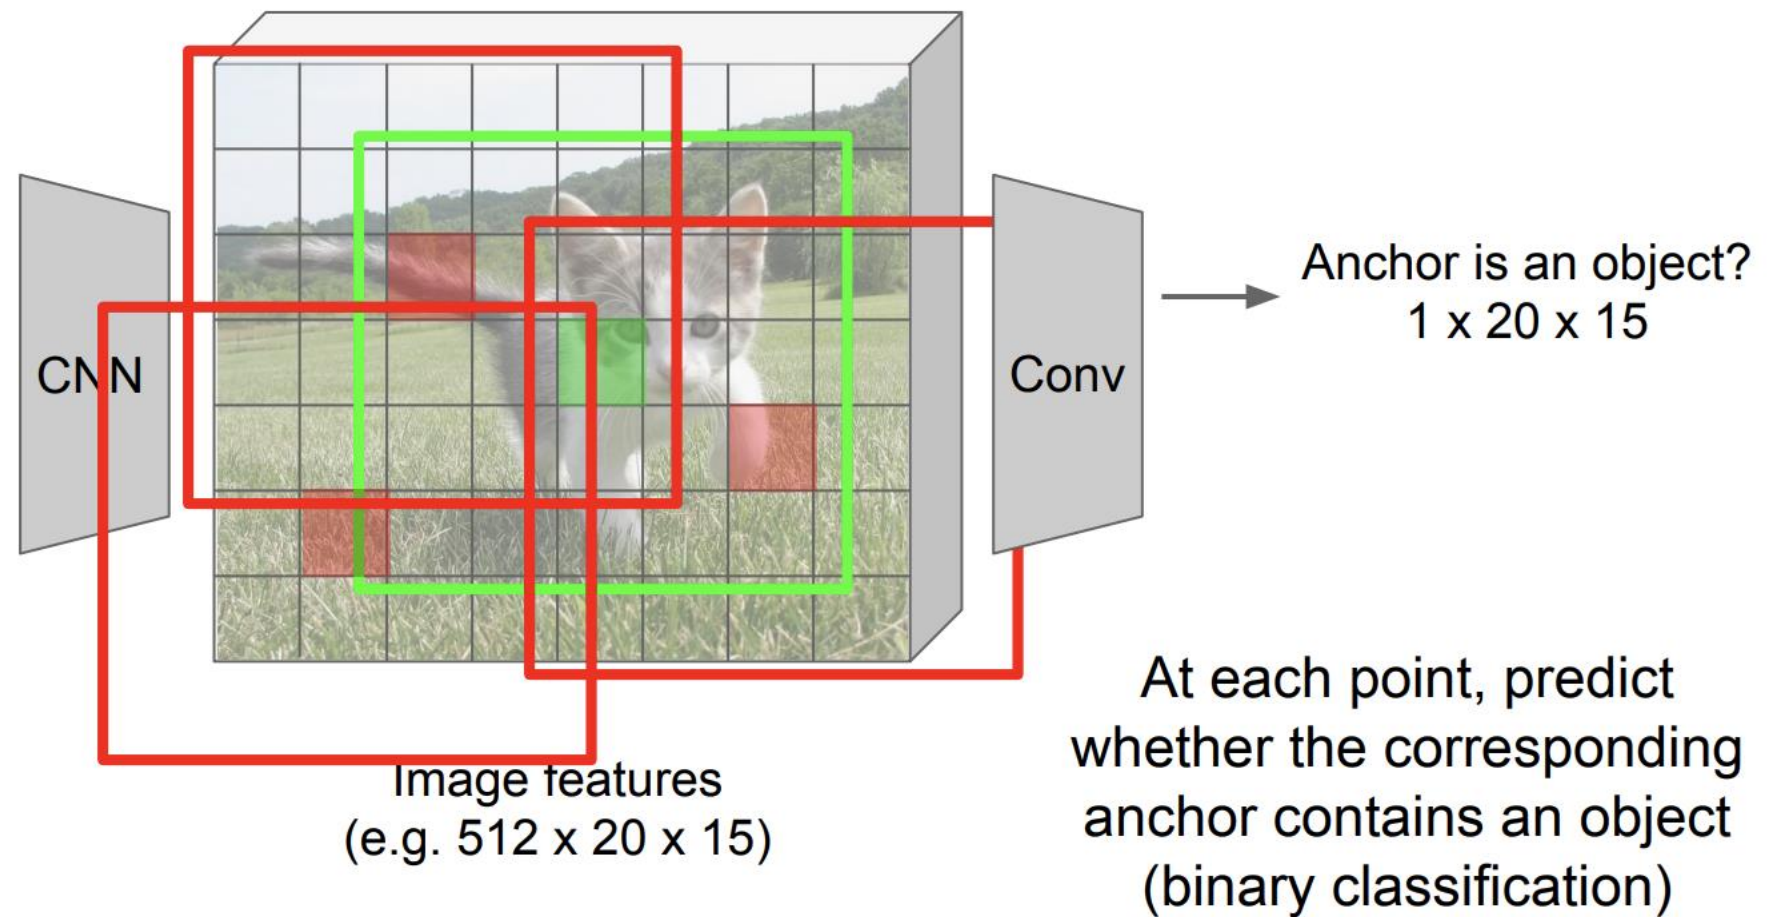 CNN
Image features
(e.g. 512 x 20 x 15)
Conv
Anchor is an object?
1 x 20 x 15
At each point, predict
whether the corresponding
anchor contains an object
(binary classification)